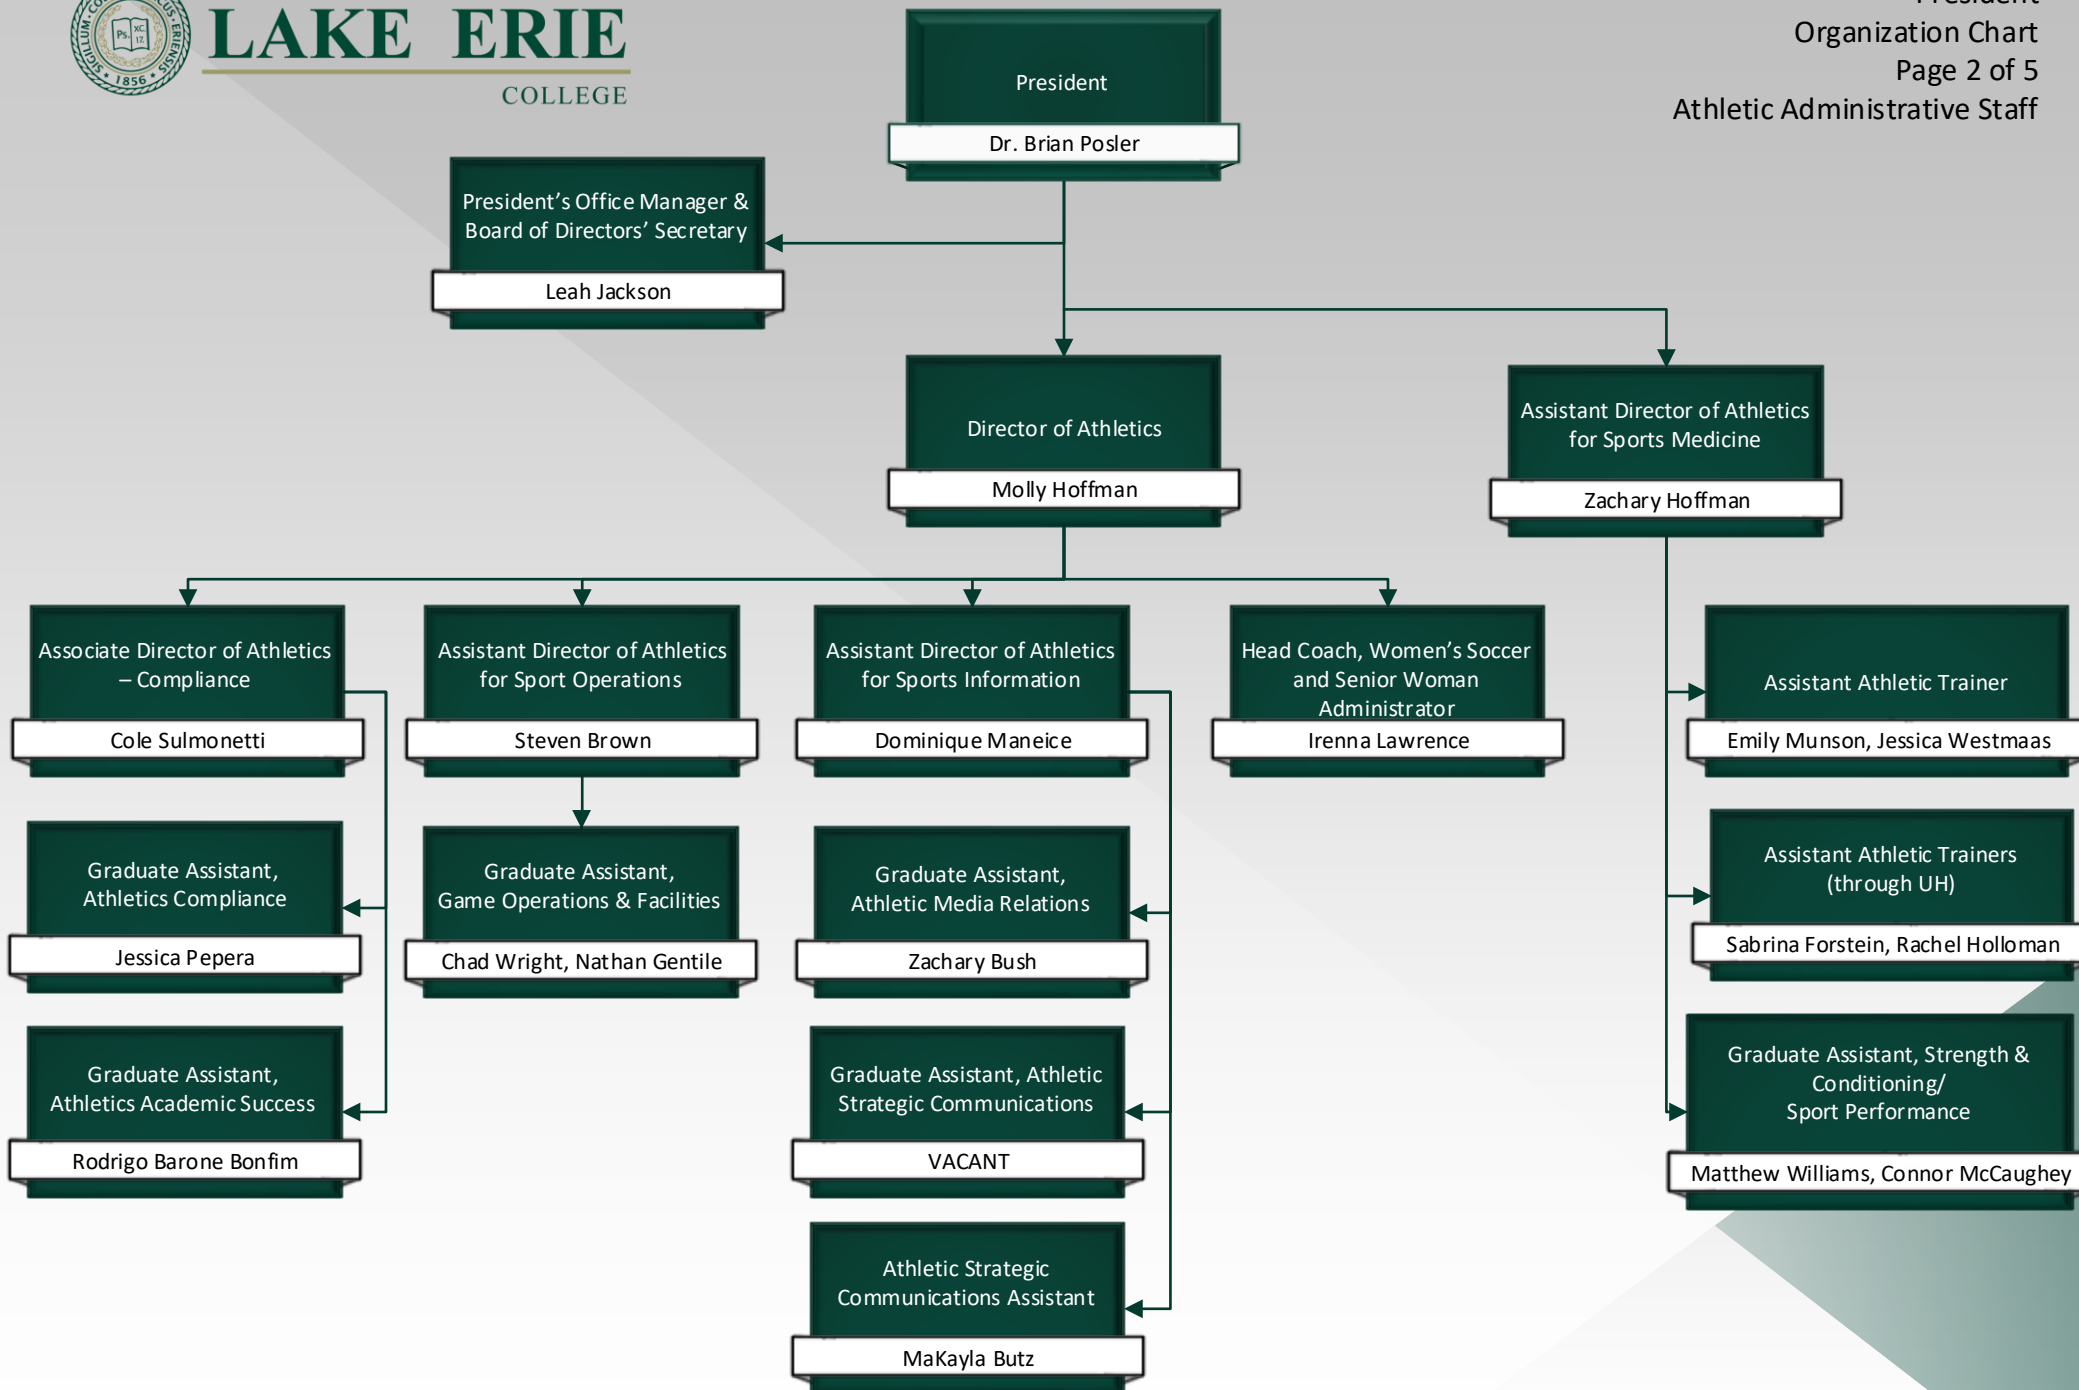 LAKE ERIE
COLLEGE
1856
Ps. XC.
17.
President
Organization Chart
Page 2 of 5
Athletic Administrative Staff
President
Dr. Brian Posler
President’s Office Manager &
Board of Directors’ Secretary
Leah Jackson
Director of Athletics
Molly Hoffman
Assistant Director of Athletics
for Sports Medicine
Zachary Hoffman
Associate Director of Athletics
– Compliance
Cole Sulmonetti
Assistant Director of Athletics
for Sport Operations
Steven Brown
Assistant Director of Athletics
for Sports Information
Dominique Maneice
Head Coach, Women’s Soccer
and Senior Woman
Administrator
Irenna Lawrence
Assistant Athletic Trainer
Emily Munson, Jessica Westmaas
Graduate Assistant,
Athletics Compliance
Jessica Pepera
Graduate Assistant,
Game Operations & Facilities
Chad Wright, Nathan Gentile
Graduate Assistant,
Athletic Media Relations
Zachary Bush
Assistant Athletic Trainers
(through UH)
Sabrina Forstein, Rachel Holloman
Graduate Assistant,
Athletics Academic Success
Rodrigo Barone Bonfim
Graduate Assistant, Athletic
Strategic Communications
VACANT
Graduate Assistant, Strength &
Conditioning/
Sport Performance
Matthew Williams, Connor McCaughey
Athletic Strategic
Communications Assistant
MaKayla Butz